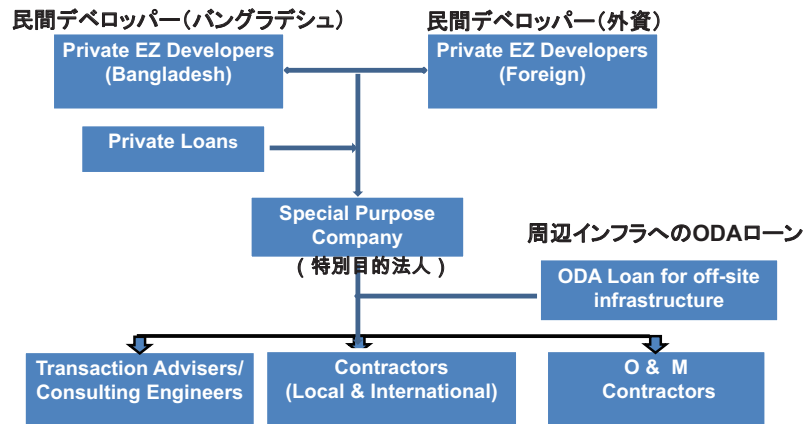 民間デベロッパー（バングラデシュ）
民間デベロッパー（外資）
Private EZ Developers
(Bangladesh)
Private EZ Developers
(Foreign)
Private Loans
Special Purpose
Company
( 特別目的法人 )
周辺インフラへのODAローン
ODA Loan for off-site
infrastructure
Transaction Advisers/
Consulting Engineers
Contractors
(Local & International)
O & M
Contractors